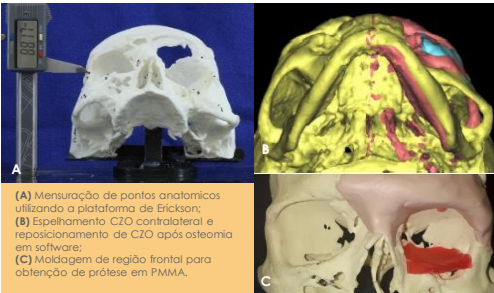 A
B
C
(A) Mensuração de pontos anatomicos
utilizando a plataforma de Erickson;
(B) Espelhamento CZO contralateral e
reposicionamento de CZO após osteomia
em software;
(C) Moldagem de região frontal para
obtenção de prótese em PMMA.